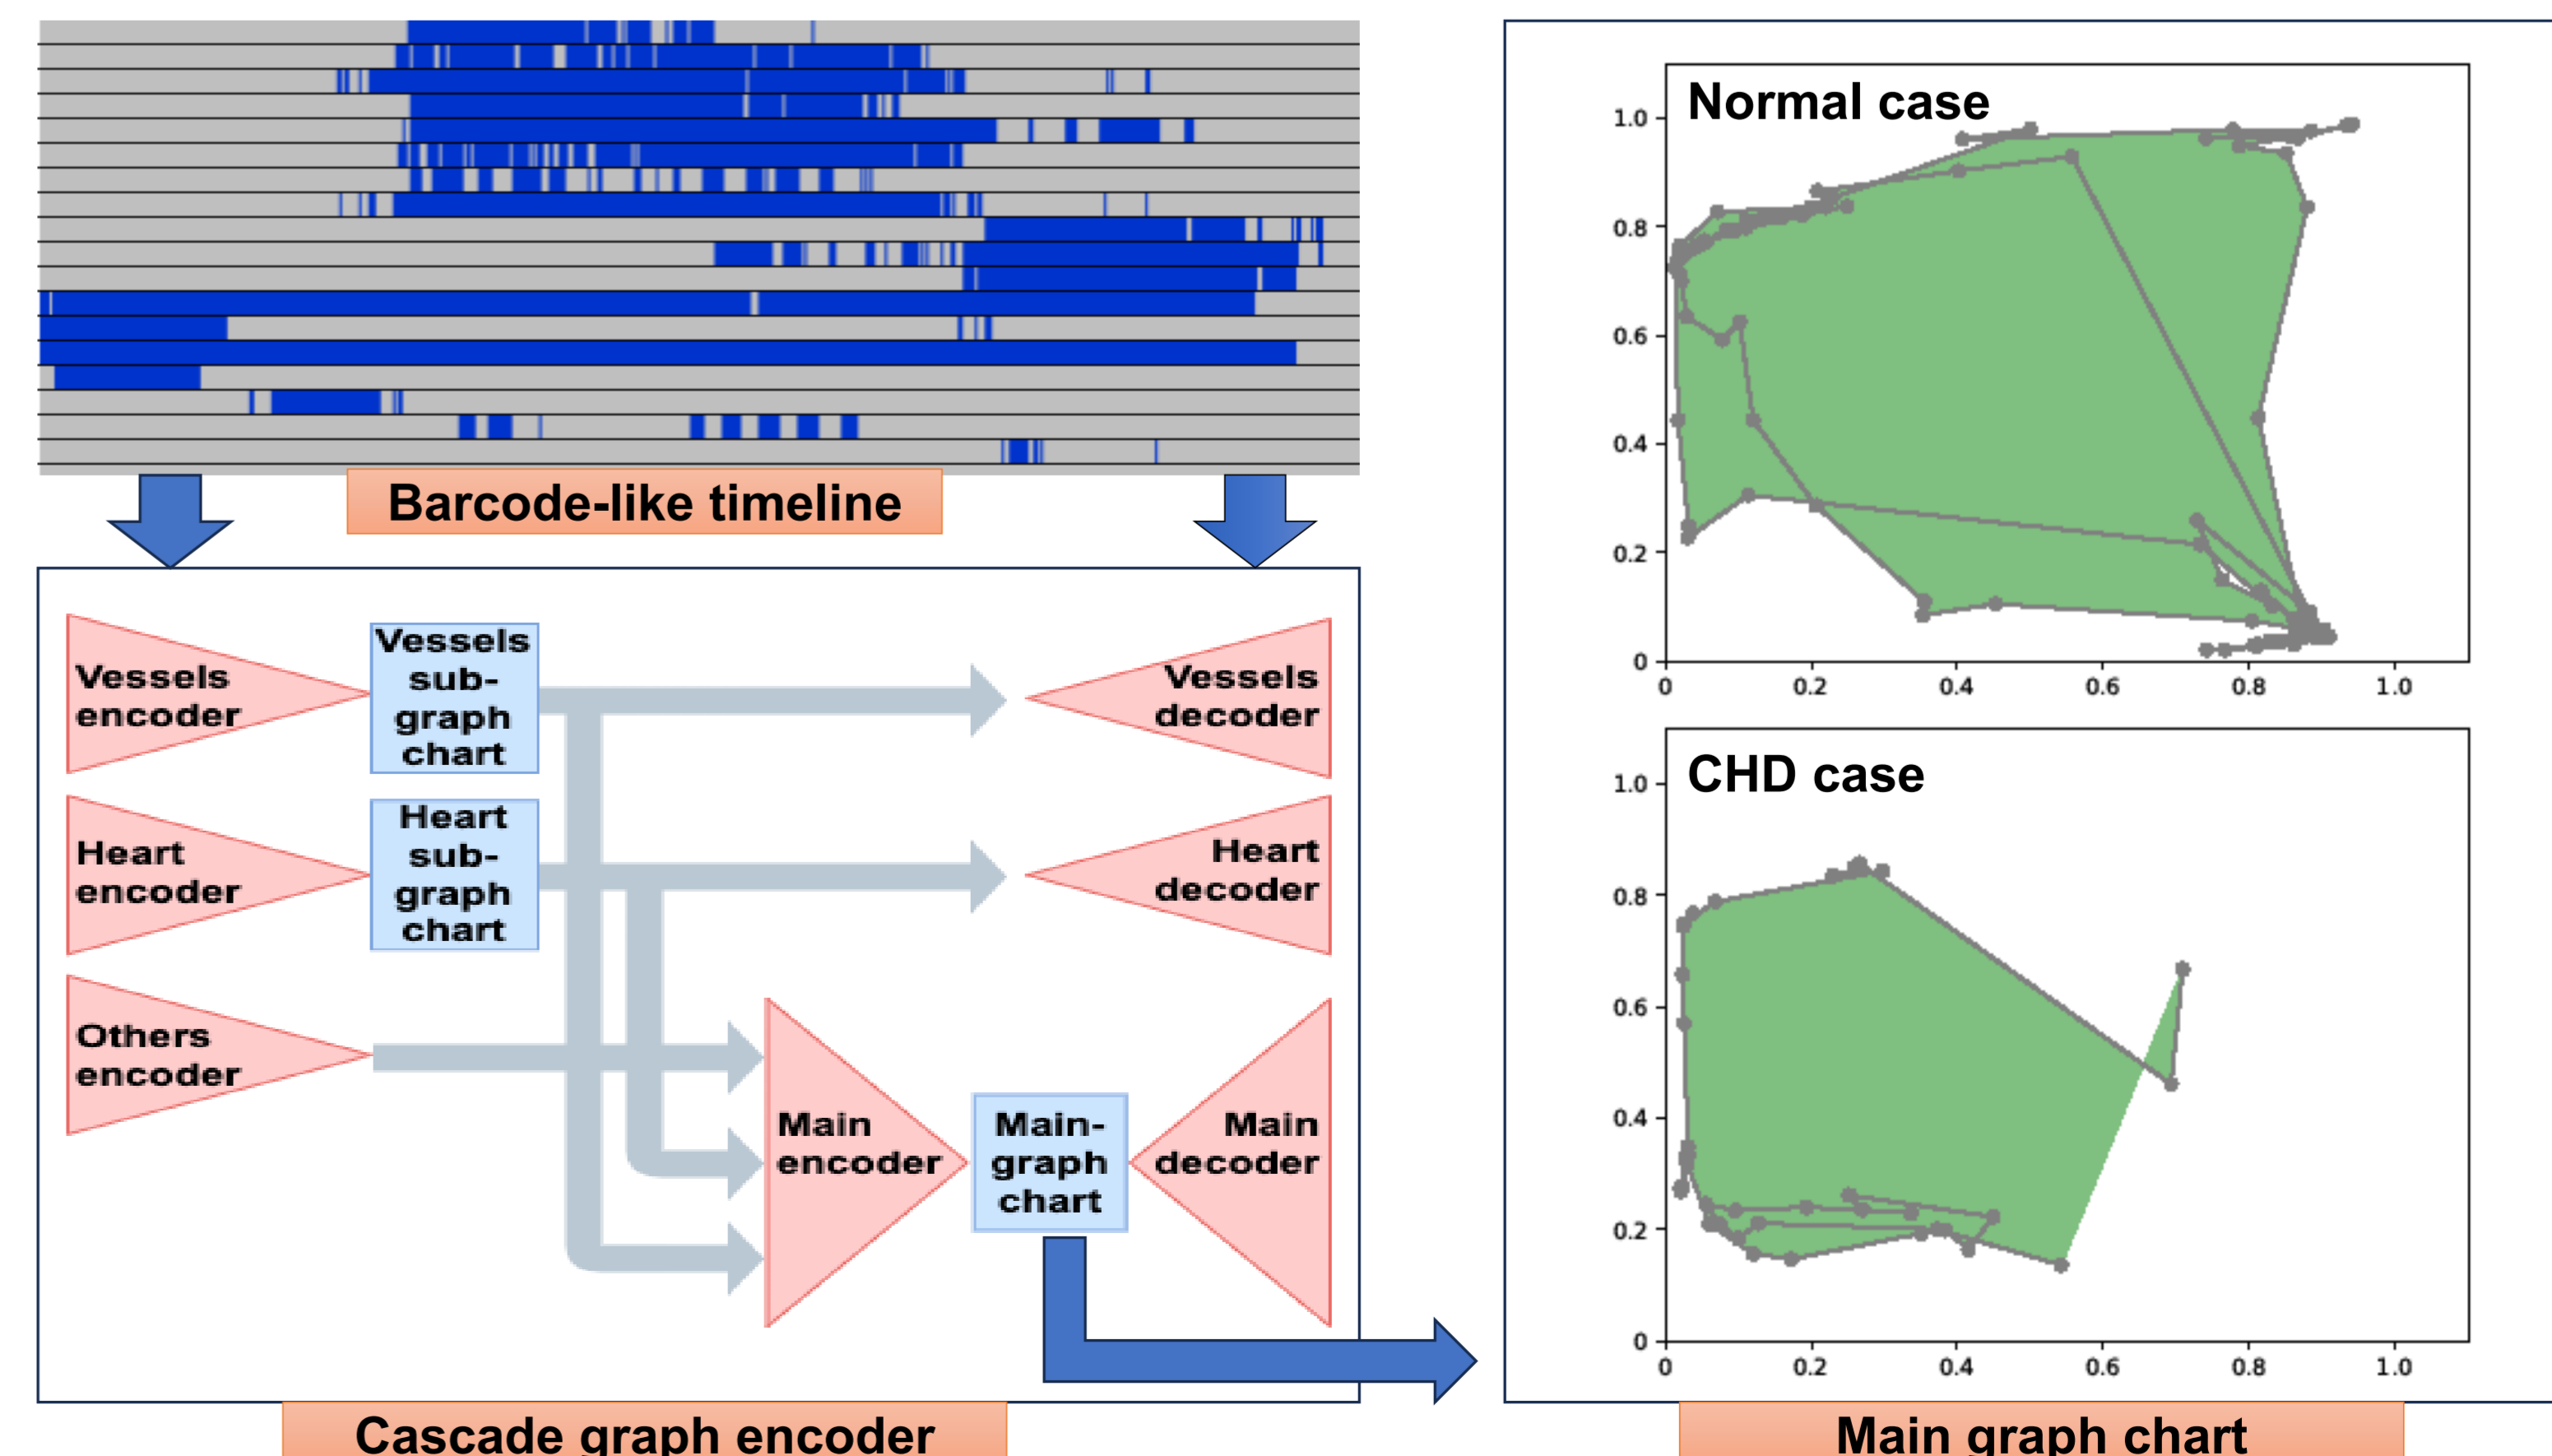 Barcode-like timeline
Vessels
encoder
Vessels
sub-
graph
chart
Vessels
decoder
Heart
encoder
Heart
sub-
graph
chart
Heart
decoder
Others
encoder
Main
encoder
Main-
graph
chart
Main
decoder
Cascade graph encoder
Normal case
1.0
0.8
0.6
0.4
0.2
0
0 0.2 0.4 0.6 0.8 1.0
CHD case
1.0
0.8
0.6
0.4
0.2
0
0 0.2 0.4 0.6 0.8 1.0
Main graph chart